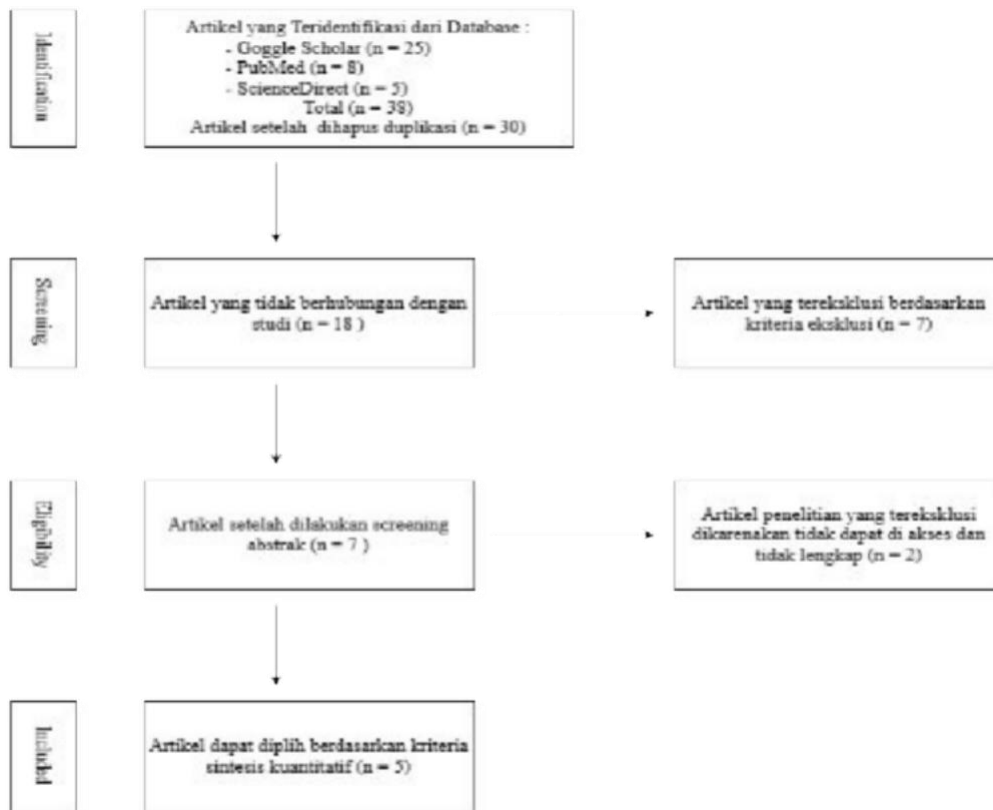 Identification
Artikel yang Teridentifikasi dari Database :
- Goggle Scholar (n = 25)
- PubMed (n = 8)
- ScienceDirect (n = 5)
Total (n = 38)
Artikel setelah dihapus duplikasi (n = 30)
Screening
Artikel yang tidak berhubungan dengan
studi (n = 18 )
Artikel yang tereksklusi berdasarkan
kriteria eksklusi (n = 7)
Eligibility
Artikel setelah dilakukan screening
abstrak (n = 7 )
Artikel penelitian yang tereksklusi
dikarenakan tidak dapat di akses dan
tidak lengkap (n = 2)
Included
Artikel dapat diplih berdasarkan kriteria
sintesis kuantitatif (n = 5)